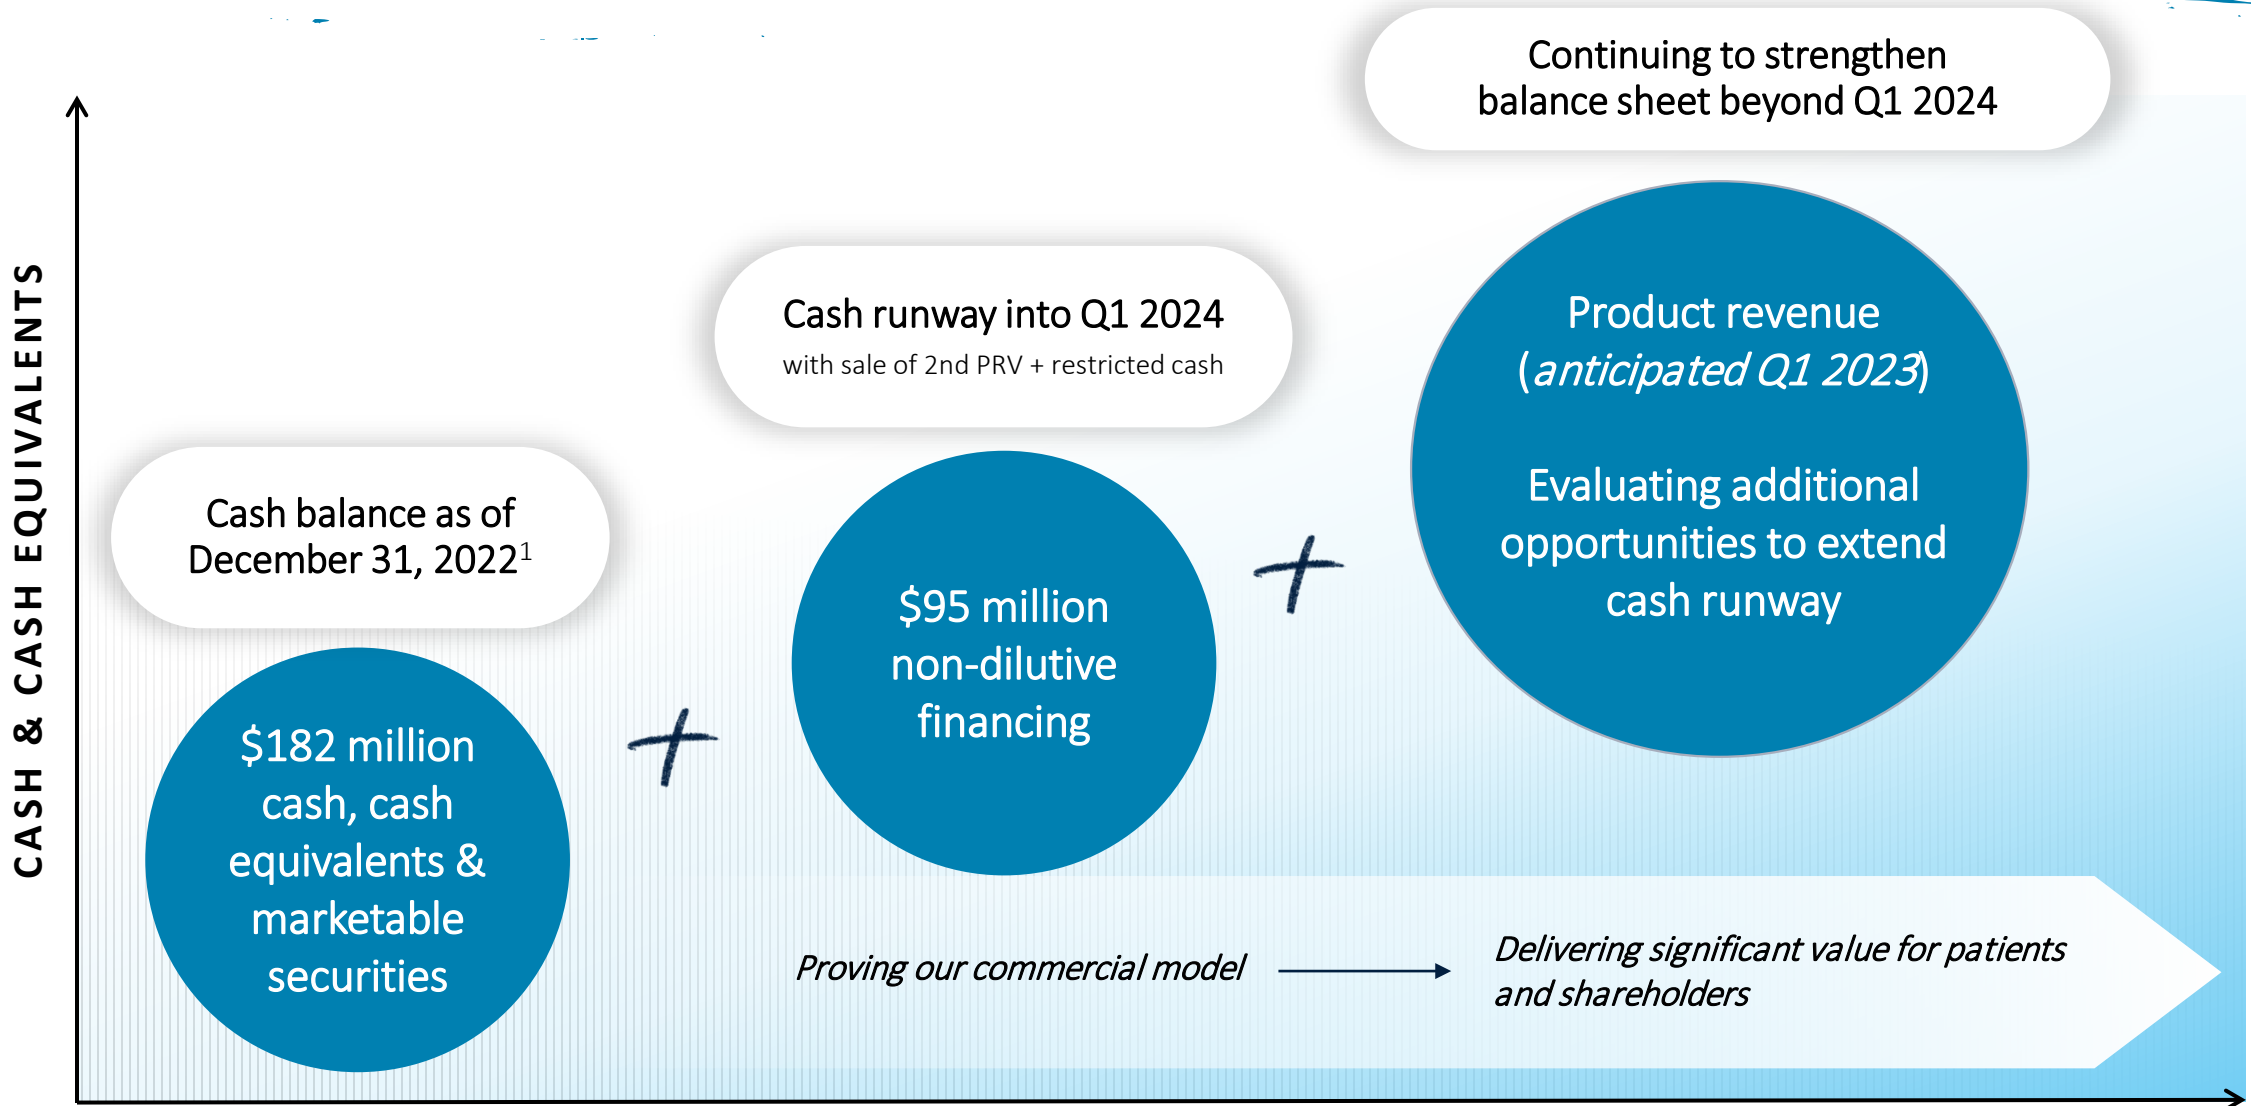 CASH & CASH EQUIVALENTS
Cash balance as of
December 31, 2022¹
$182 million
cash, cash
equivalents &
marketable
securities
Cash runway into Q1 2024
with sale of 2nd PRV + restricted cash
$95 million
non-dilutive
financing
Continuing to strengthen
balance sheet beyond Q1 2024
Product revenue
(anticipated Q1 2023)
Evaluating additional
opportunities to extend
cash runway
Proving our commercial model
Delivering significant value for patients
and shareholders